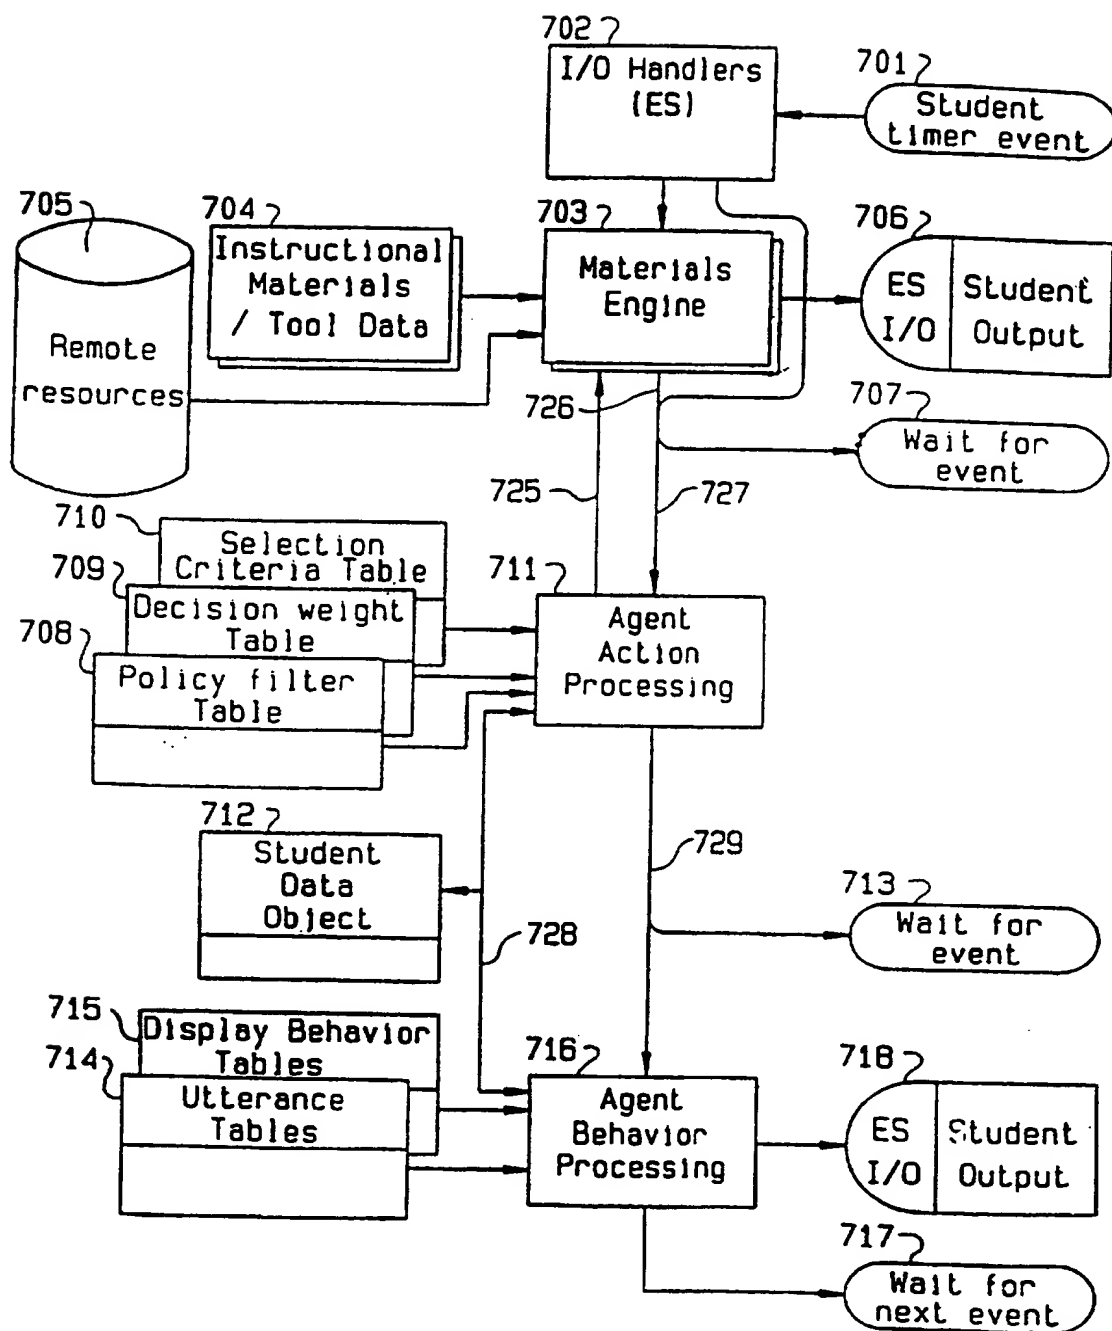 702
I/O Handlers
(ES)
701
Student
timer event
705
Remote
resources
704
Instructional
Materials
/ Tool Data
703
Materials
Engine
706
ES
I/O
Student
Output
726
707
Wait for
event
725
727
710
Selection
Criteria Table
709
Decision weight
Table
708
Policy filter
Table
711
Agent
Action
Processing
712
Student
Data
Object
728
729
713
Wait for
event
715
Display Behavior
Tables
714
Utterance
Tables
716
Agent
Behavior
Processing
718
ES
I/O
Student
Output
717
Wait for
next event